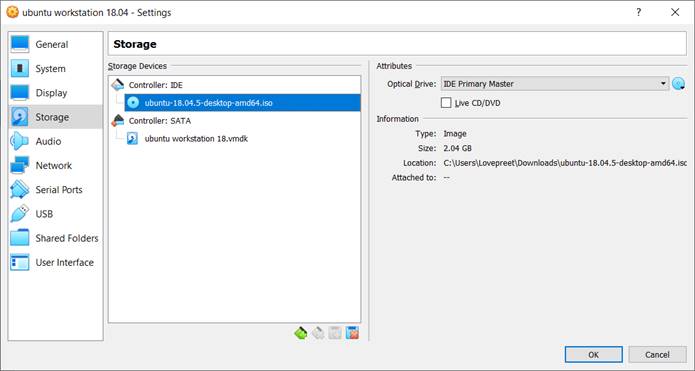 ubuntu workstation 18.04 - Settings
?
General
System
Display
Storage
Audio
Network
Serial Ports
USB
Shared Folders
User Interface
Storage
Storage Devices
Controller: IDE
ubuntu-18.04.5-desktop-amd64.iso
Controller: SATA
ubuntu workstation 18.vmdk
Attributes
Optical Drive: IDE Primary Master
Live CD/DVD
Information
Type: Image
Size: 2.04 GB
Location: C:\Users\Lovepreet\Downloads\ubuntu-18.04.5-desktop-amd64.isc
Attached to: --
OK
Cancel